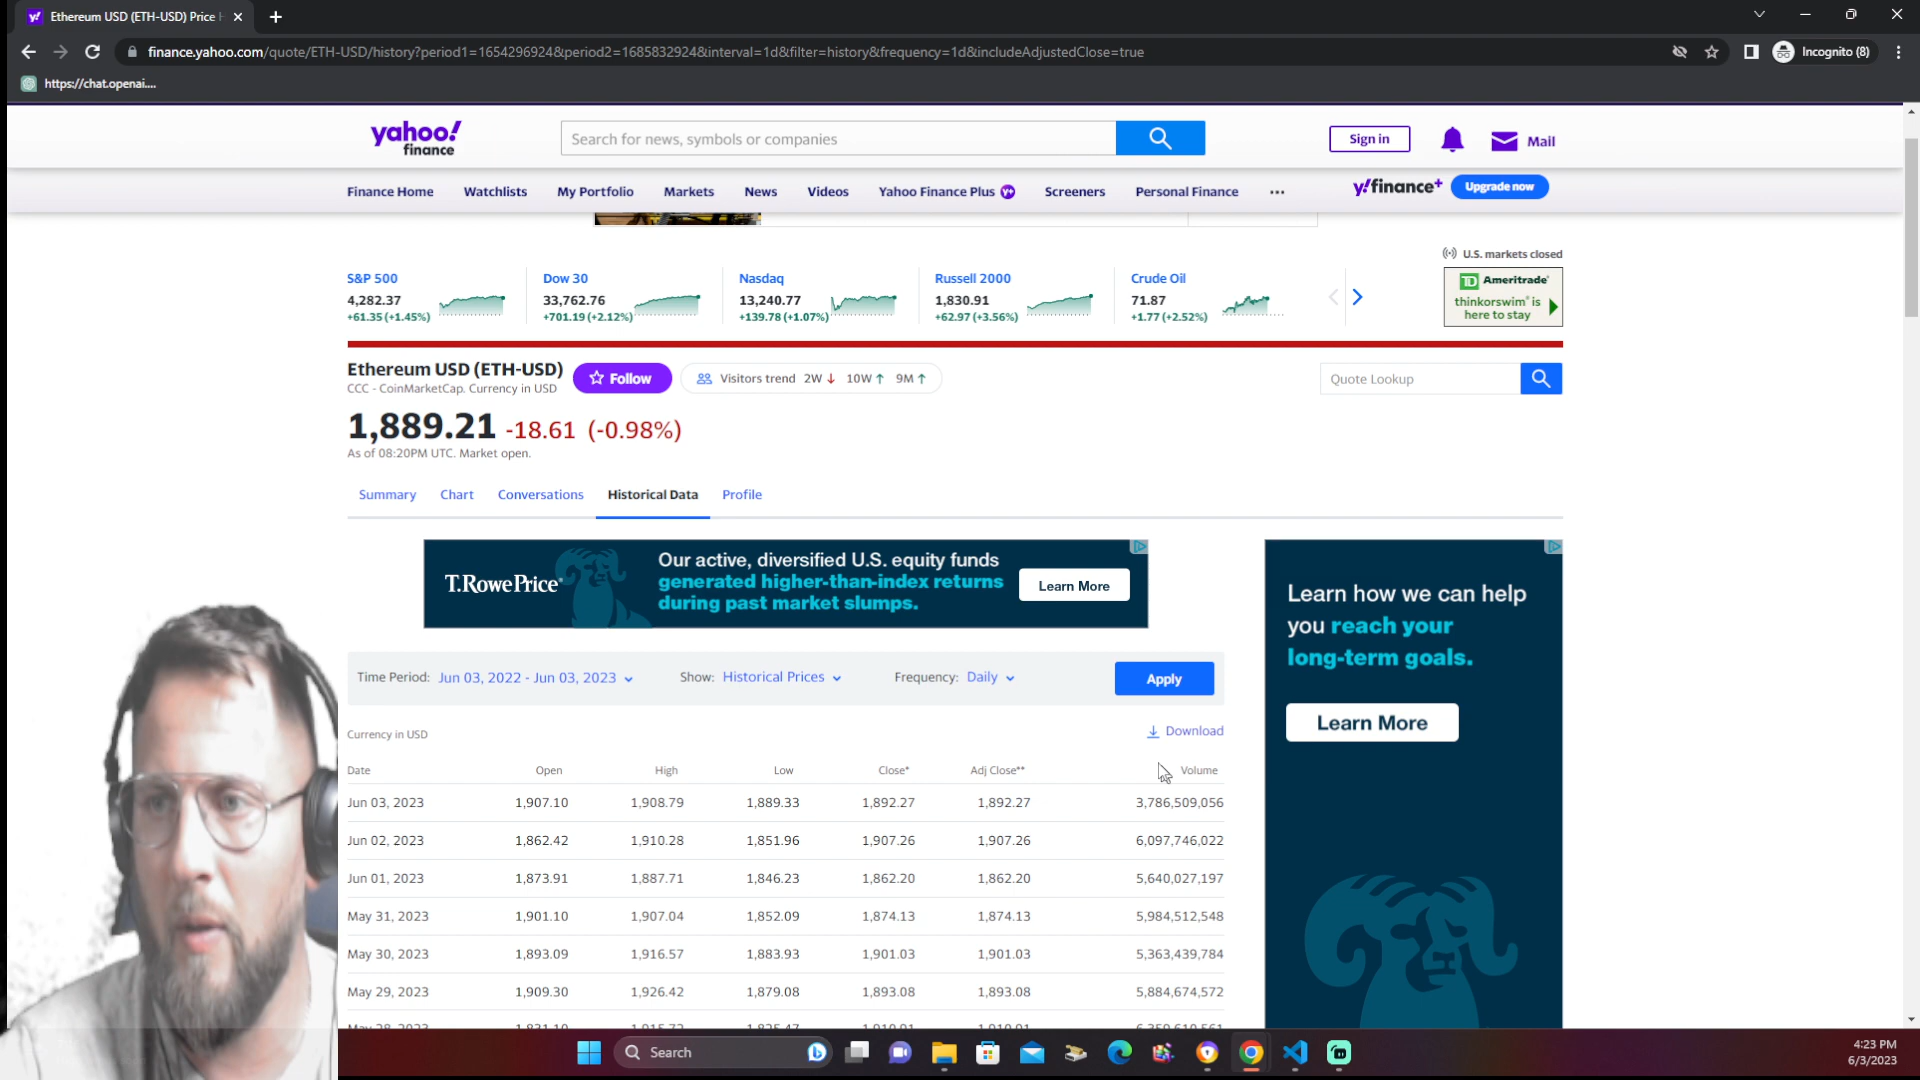 Ethereum USD (ETH-USD) Price H
finance.yahoo.com/quote/ETH-USD/history?period1=1654296924&period2=1685832924&interval=1d&filter=history&frequency=1d&includeAdjustedClose=true
Incognito (8)
https://chat.openai....
yahoo!
finance
Search for news, symbols or companies
Sign in
Mail
Finance Home Watchlists My Portfolio Markets News Videos Yahoo Finance Plus Screeners Personal Finance ... y!finance+ Upgrade now
U.S. markets closed
S&P 500 Dow 30 Nasdaq Russell 2000 Crude Oil
4,282.37 33,762.76 13,240.77 1,830.91 71.87
+61.35 (+1.45%) +701.19 (+2.12%) +139.78 (+1.07%) +62.97 (+3.56%) +1.77 (+2.52%)
TD Ameritrade
thinkorswim® is
here to stay
Ethereum USD (ETH-USD)
CCC - CoinMarketCap. Currency in USD
Follow
Visitors trend 2W↓ 10W↑ 9M↑
Quote Lookup
1,889.21 -18.61 (-0.98%)
As of 08:20PM UTC. Market open.
Summary Chart Conversations Historical Data Profile
T.RowePrice
Our active, diversified U.S. equity funds
generated higher-than-index returns
during past market slumps.
Learn More
Learn how we can help
you reach your
long-term goals.
Learn More
Time Period: Jun 03, 2022 - Jun 03, 2023 Show: Historical Prices Frequency: Daily Apply
Currency in USD Download
Date Open High Low Close* Adj Close** Volume
Jun 03, 2023 1,907.10 1,908.79 1,889.33 1,892.27 1,892.27 3,786,509,056
Jun 02, 2023 1,862.42 1,910.28 1,851.96 1,907.26 1,907.26 6,097,746,022
Jun 01, 2023 1,873.91 1,887.71 1,846.23 1,862.20 1,862.20 5,640,027,197
May 31, 2023 1,901.10 1,907.04 1,852.09 1,874.13 1,874.13 5,984,512,548
May 30, 2023 1,893.09 1,916.57 1,883.93 1,901.03 1,901.03 5,363,439,784
May 29, 2023 1,909.30 1,926.42 1,879.08 1,893.08 1,893.08 5,884,674,572
Search
4:23 PM
6/3/2023